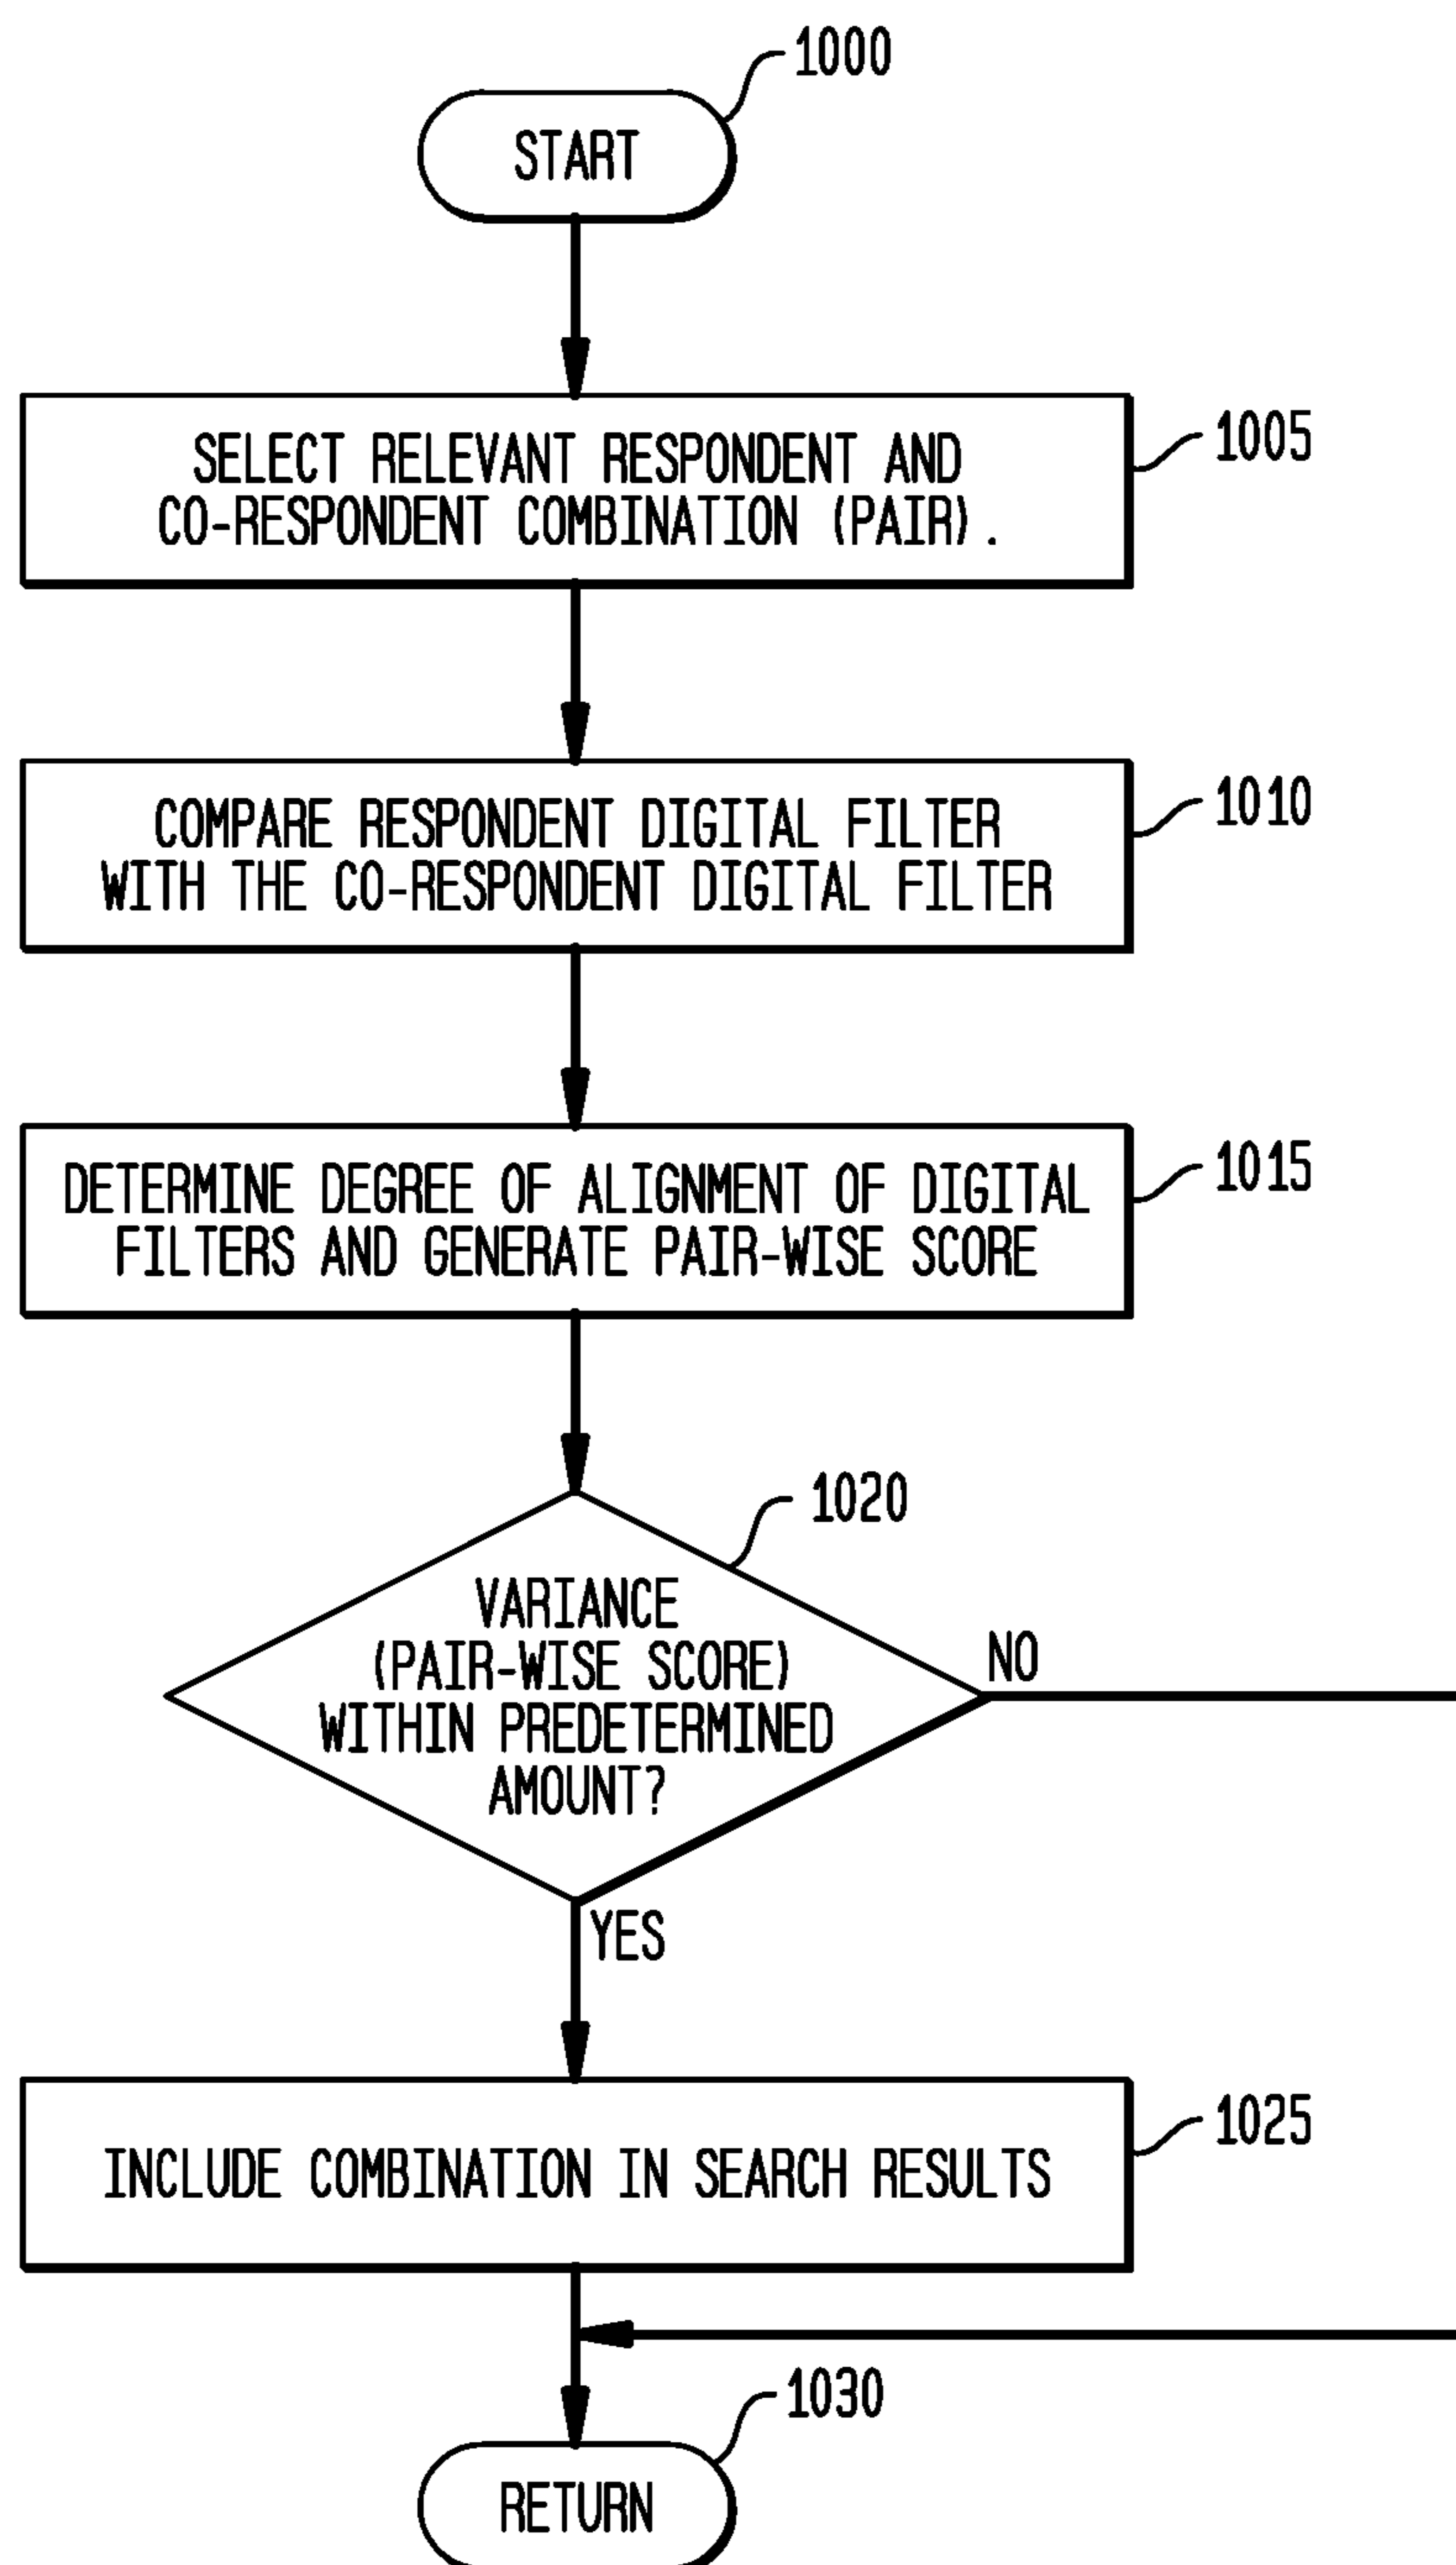 1000
START
SELECT RELEVANT RESPONDENT AND
CO-RESPONDENT COMBINATION (PAIR).
1005
COMPARE RESPONDENT DIGITAL FILTER
WITH THE CO-RESPONDENT DIGITAL FILTER
1010
DETERMINE DEGREE OF ALIGNMENT OF DIGITAL
FILTERS AND GENERATE PAIR-WISE SCORE
1015
1020
VARIANCE
(PAIR-WISE SCORE)
WITHIN PREDETERMINED
AMOUNT?
NO
YES
INCLUDE COMBINATION IN SEARCH RESULTS
1025
1030
RETURN